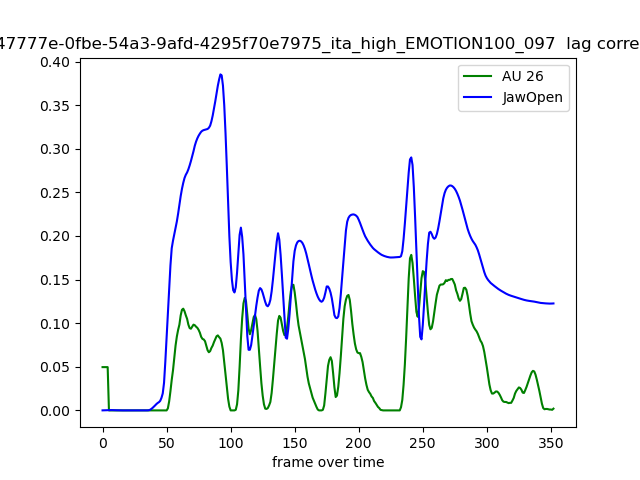 47777e-0fbe-54a3-9afd-4295f70e7975_ita_high_EMOTION100_097 lag corre
AU 26
JawOpen
0.40
0.35
0.30
0.25
0.20
0.15
0.10
0.05
0.00
0 50 100 150 200 250 300 350
frame over time